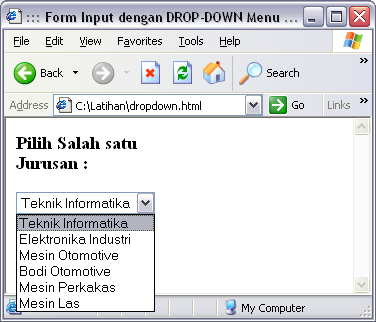 ::: Form Input dengan DROP-DOWN Menu ...
File Edit View Favorites Tools Help
Back Search
Address C:\Latihan\dropdown.html Go Links »
Pilih Salah satu
Jurusan :
Teknik Informatika
Teknik Informatika
Elektronika Industri
Mesin Otomotive
Bodi Otomotive
Mesin Perkakas
Mesin Las
My Computer